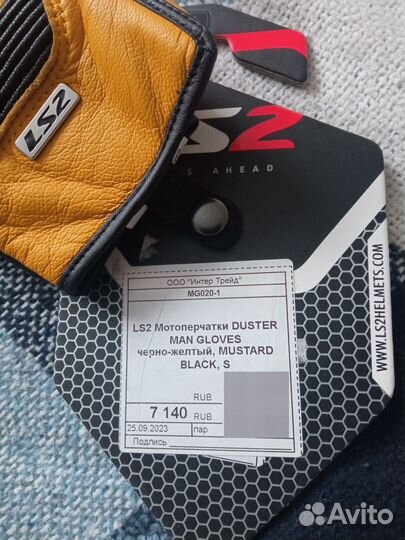 LS2
LS2
S AHEAD
WWW.LS2HELMETS.COM
ООО "Интер Трейд"
MG020-1
LS2 Мотоперчатки DUSTER
MAN GLOVES
черно-желтый, MUSTARD
BLACK, S
RUB
7 140 RUB
25.09.2023 пар
Подпись
Avito